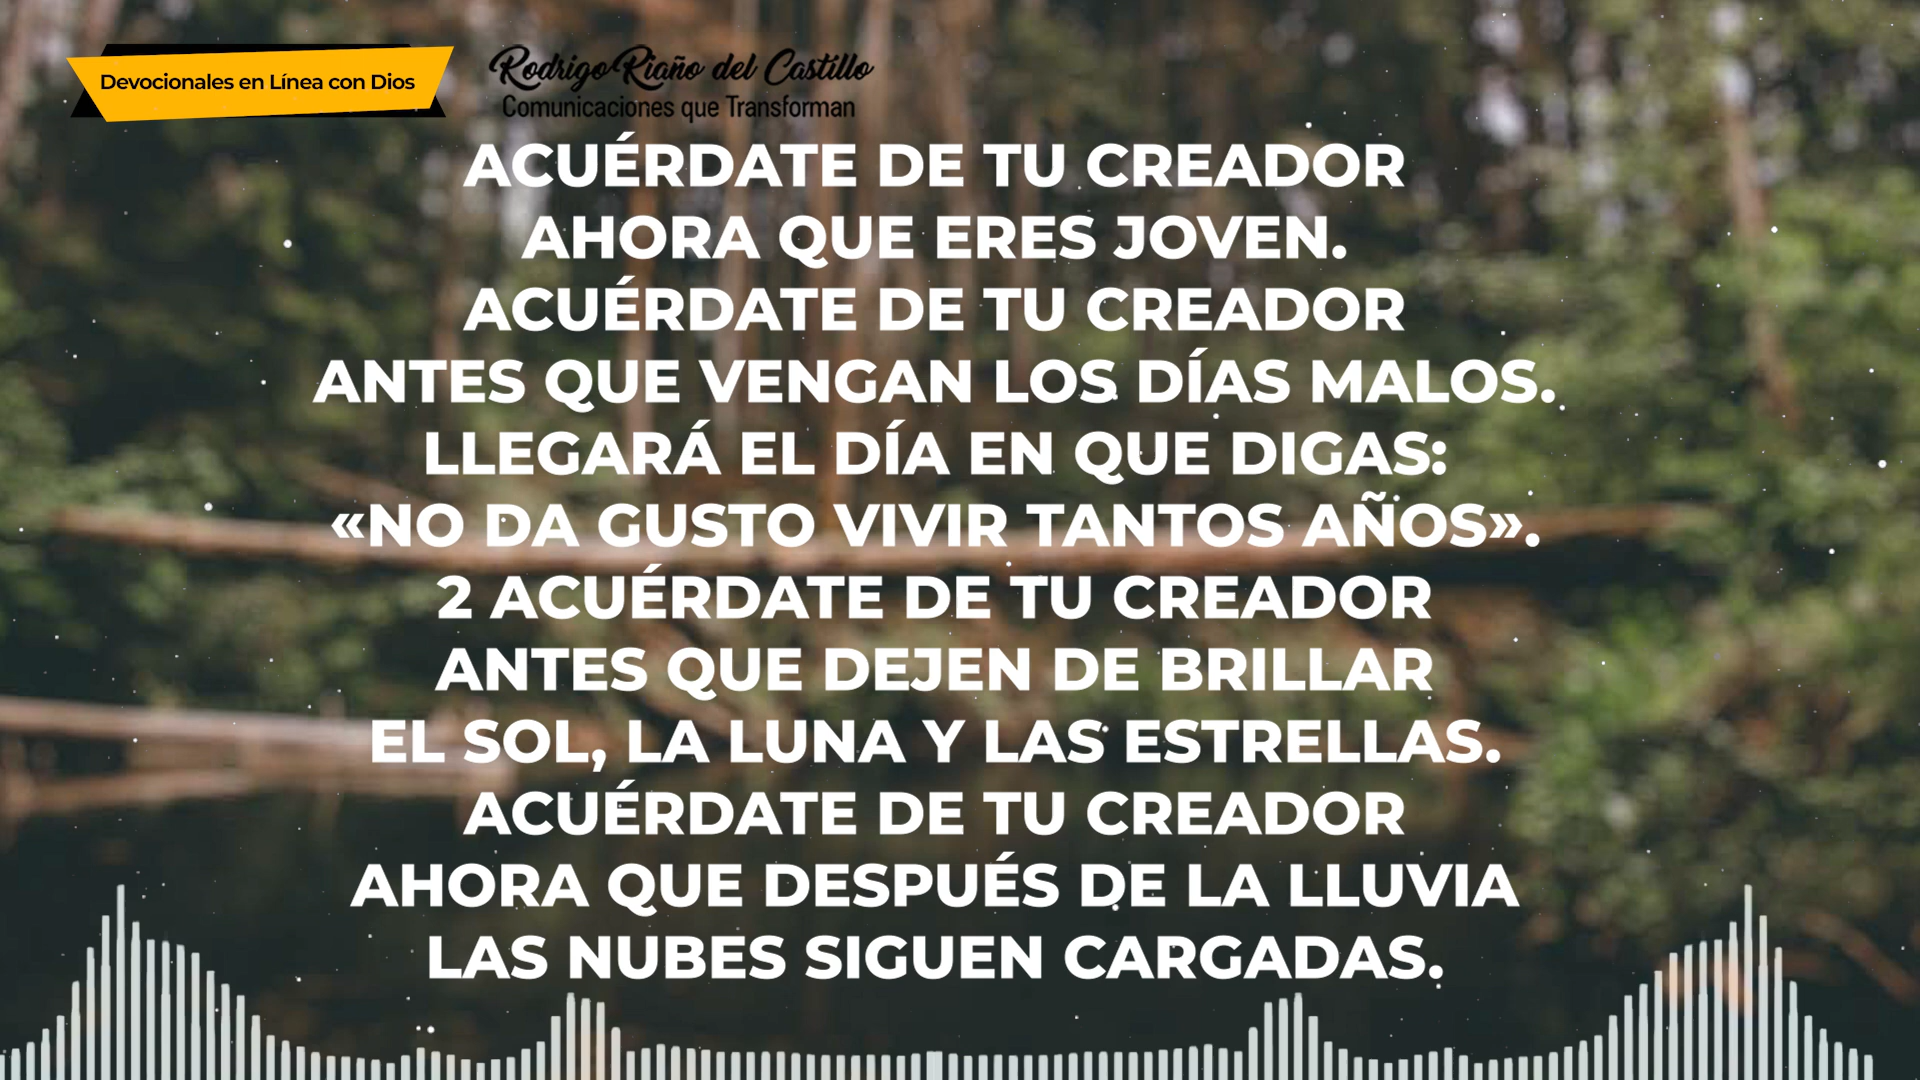 Devocionales en Línea con Dios
Rodrigo Riaño del Castillo
Comunicaciones que Transforman
ACUÉRDATE DE TU CREADOR
AHORA QUE ERES JOVEN.
ACUÉRDATE DE TU CREADOR
ANTES QUE VENGAN LOS DÍAS MALOS.
LLEGARÁ EL DÍA EN QUE DIGAS:
«NO DA GUSTO VIVIR TANTOS AÑOS».
2 ACUÉRDATE DE TU CREADOR
ANTES QUE DEJEN DE BRILLAR
EL SOL, LA LUNA Y LAS ESTRELLAS.
ACUÉRDATE DE TU CREADOR
AHORA QUE DESPUÉS DE LA LLUVIA
LAS NUBES SIGUEN CARGADAS.